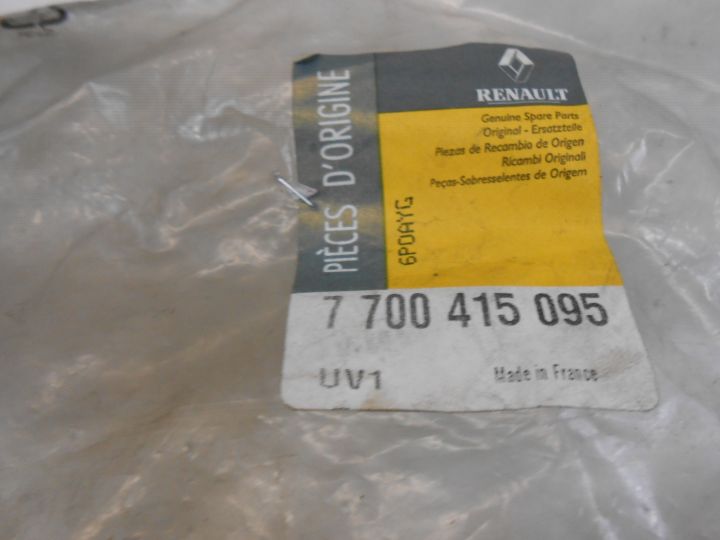 RENAULT
PIÈCES D'ORIGINE
Genuine Spare Parts
Original - Ersatzteile
Piezas de Recambio de Origen
Ricambi Originali
Peças-Sobresselentes de Origem
6PDAYG
7 700 415 095
UV1
Made in France